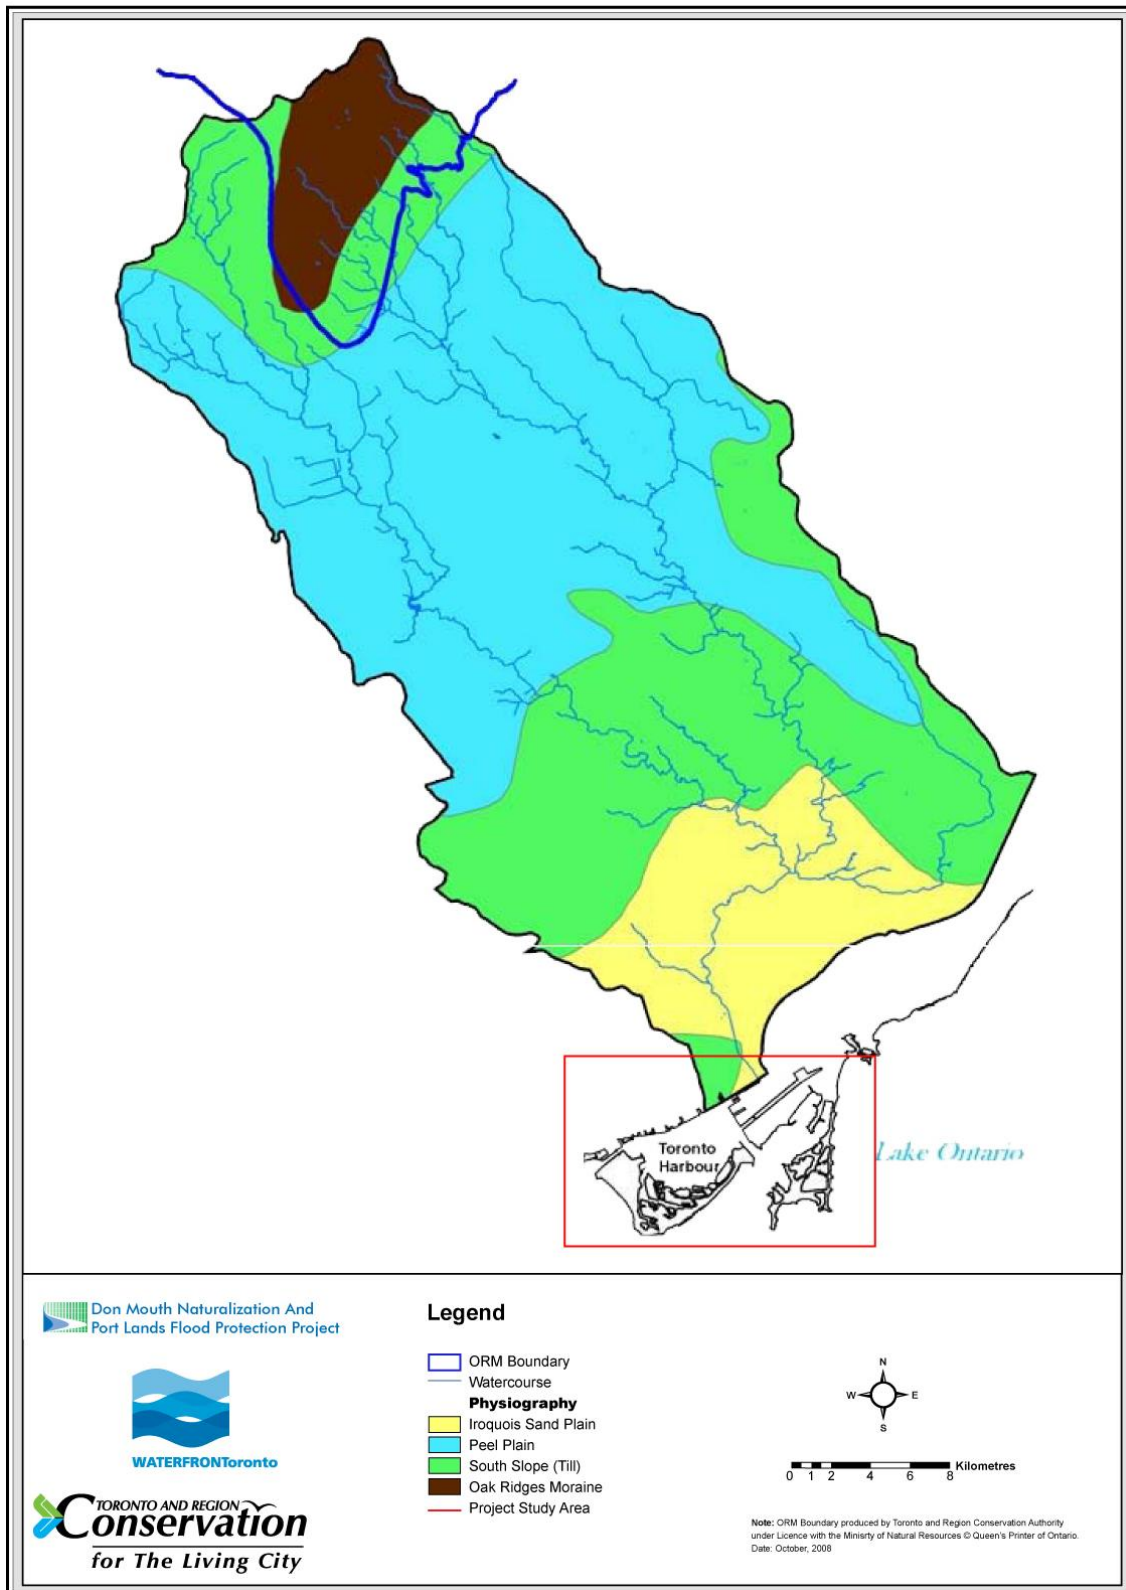 Toronto
Harbour
Lake Ontario
Don Mouth Naturalization And
Port Lands Flood Protection Project
WATERFRONToronto
TORONTO AND REGION
Conservation
for The Living City
Legend
ORM Boundary
Watercourse
Physiography
Iroquois Sand Plain
Peel Plain
South Slope (Till)
Oak Ridges Moraine
Project Study Area
N
W E
S
0 1 2 4 6 8 Kilometres
Note: ORM Boundary produced by Toronto and Region Conservation Authority
under Licence with the Minisrty of Natural Resources © Queen's Printer of Ontario.
Date: October, 2008